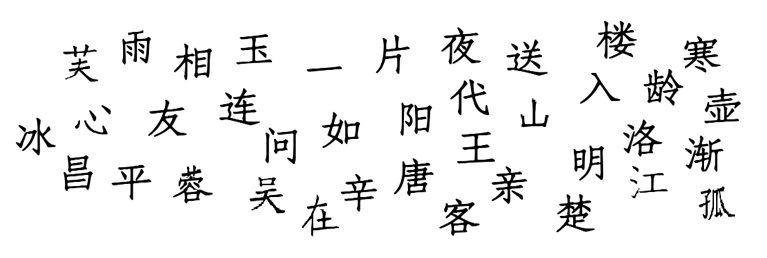 芙雨相玉一片夜送楼寒
冰心友连问如阳代山入龄壶
昌平蓉吴在辛唐王亲明洛渐
客楚江孤